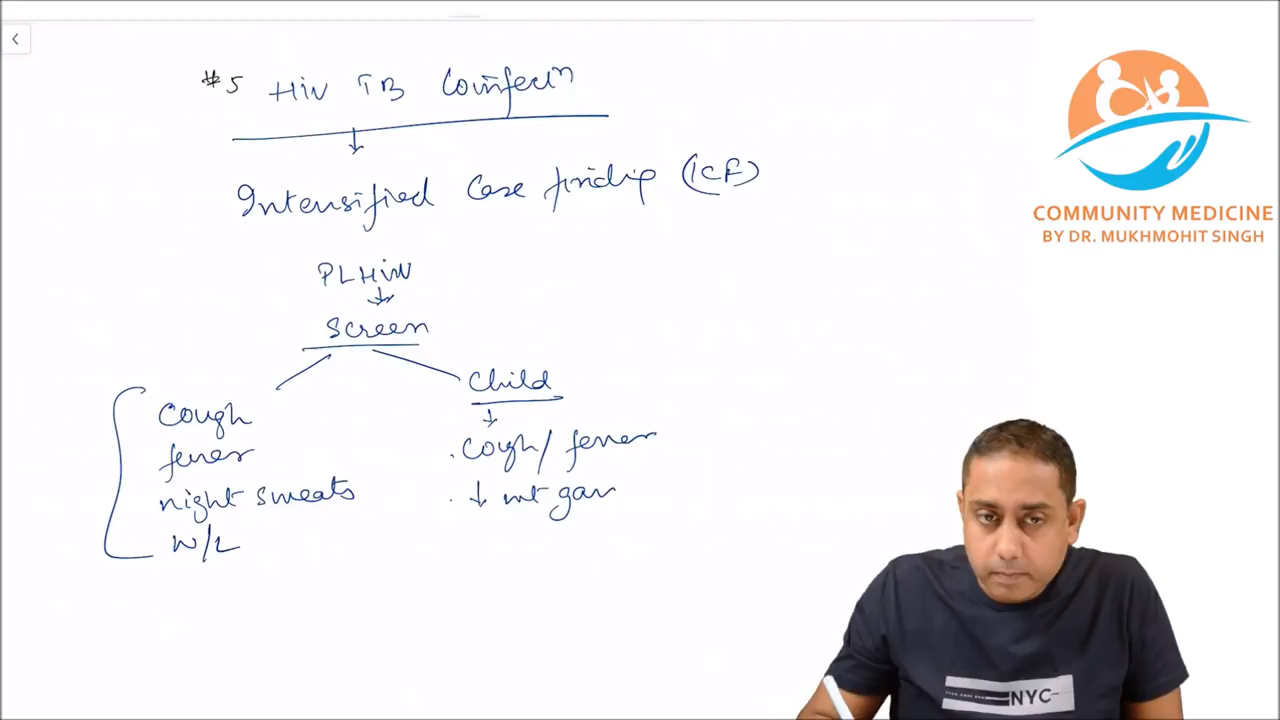 #5 HIV TB Coinfecⁿ
Intensified Case finding (ICF)
PLHIV
Screen
Child
Cough
fever
night sweats
W/L
. Cough/ fever
. ↓ wt gain
COMMUNITY MEDICINE
BY DR. MUKHMOHIT SINGH
NYC